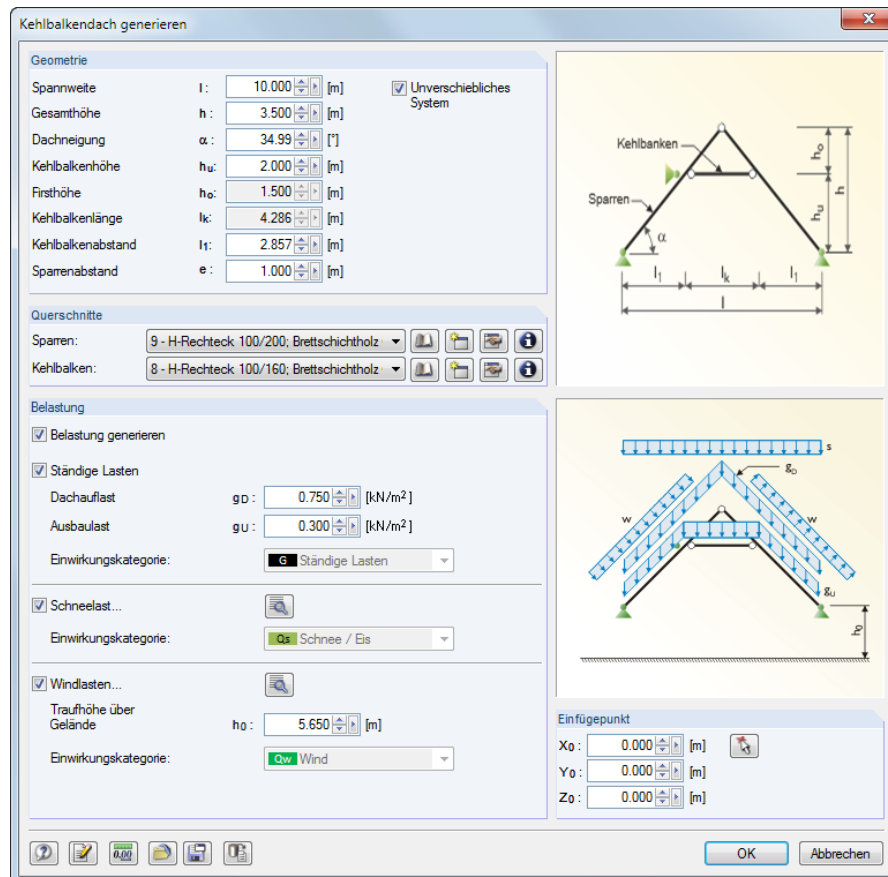 Kehlbalkendach generieren
Geometrie
Spannweite l : 10.000 [m]
Unverschiebliches System
Gesamthöhe h : 3.500 [m]
Dachneigung α : 34.99 [°]
Kehlbalkenhöhe hu: 2.000 [m]
Firsthöhe ho: 1.500 [m]
Kehlbalkenlänge lk: 4.286 [m]
Kehlbalkenabstand l1: 2.857 [m]
Sparrenabstand e : 1.000 [m]
Kehlbanken
Sparren
α
ho
hu
h
l1 lk l1
l
Querschnitte
Sparren: 9 - H-Rechteck 100/200; Brettschichtholz
Kehlbalken: 8 - H-Rechteck 100/160; Brettschichtholz
Belastung
Belastung generieren
Ständige Lasten
Dachauflast gD : 0.750 [kN/m²]
Ausbaulast gU : 0.300 [kN/m²]
Einwirkungskategorie: G Ständige Lasten
Schneelast...
Einwirkungskategorie: Qs Schnee / Eis
Windlasten...
Traufhöhe über
Gelände h0 : 5.650 [m]
Einwirkungskategorie: Qw Wind
s
gD
w w
gU
h0
Einfügepunkt
X0 : 0.000 [m]
Y0 : 0.000 [m]
Z0 : 0.000 [m]
0.00
OK Abbrechen